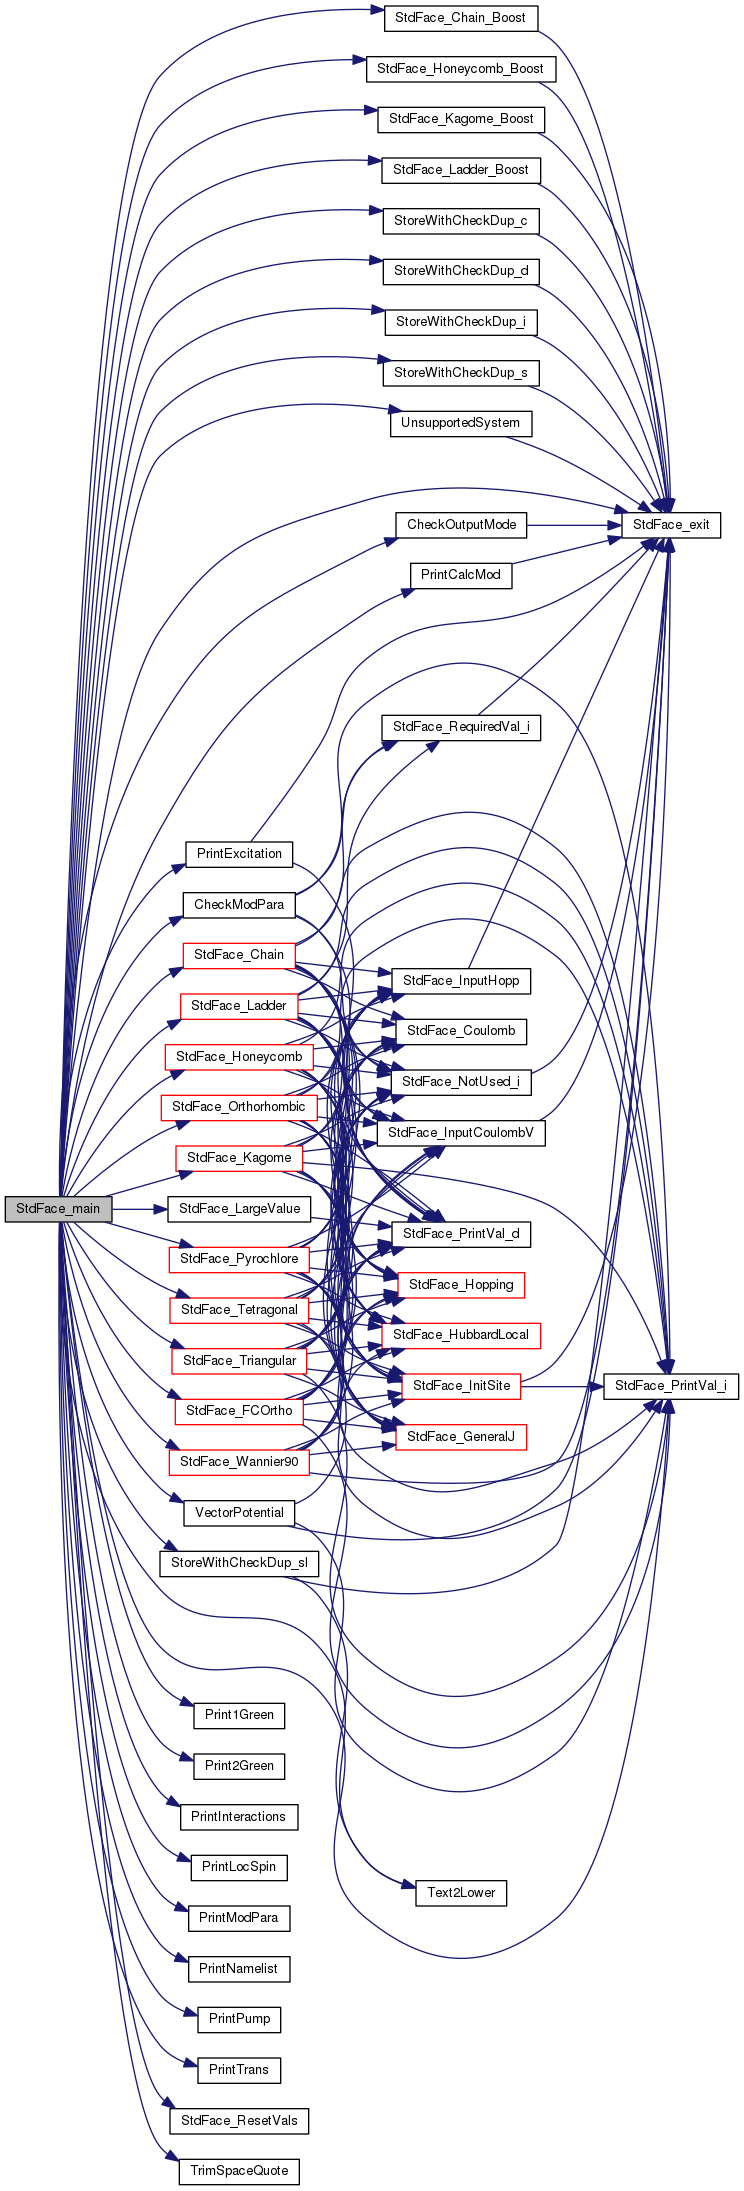 StdFace_Chain_Boost
StdFace_Honeycomb_Boost
StdFace_Kagome_Boost
StdFace_Ladder_Boost
StoreWithCheckDup_c
StoreWithCheckDup_d
StoreWithCheckDup_i
StoreWithCheckDup_s
UnsupportedSystem
CheckOutputMode
StdFace_exit
PrintCalcMod
StdFace_RequiredVal_i
PrintExcitation
CheckModPara
StdFace_Chain
StdFace_InputHopp
StdFace_Ladder
StdFace_Coulomb
StdFace_Honeycomb
StdFace_NotUsed_i
StdFace_Orthorhombic
StdFace_InputCoulombV
StdFace_Kagome
StdFace_main
StdFace_LargeValue
StdFace_PrintVal_d
StdFace_Pyrochlore
StdFace_Hopping
StdFace_Tetragonal
StdFace_HubbardLocal
StdFace_Triangular
StdFace_InitSite
StdFace_PrintVal_i
StdFace_FCOrtho
StdFace_GeneralJ
StdFace_Wannier90
VectorPotential
StoreWithCheckDup_sl
Print1Green
Print2Green
PrintInteractions
PrintLocSpin
Text2Lower
PrintModPara
PrintNamelist
PrintPump
PrintTrans
StdFace_ResetVals
TrimSpaceQuote